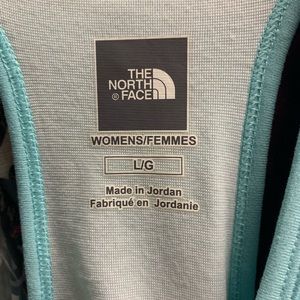 THE
NORTH
FACE
WOMENS/FEMMES
L/G
Made in Jordan
Fabriqué en Jordanie